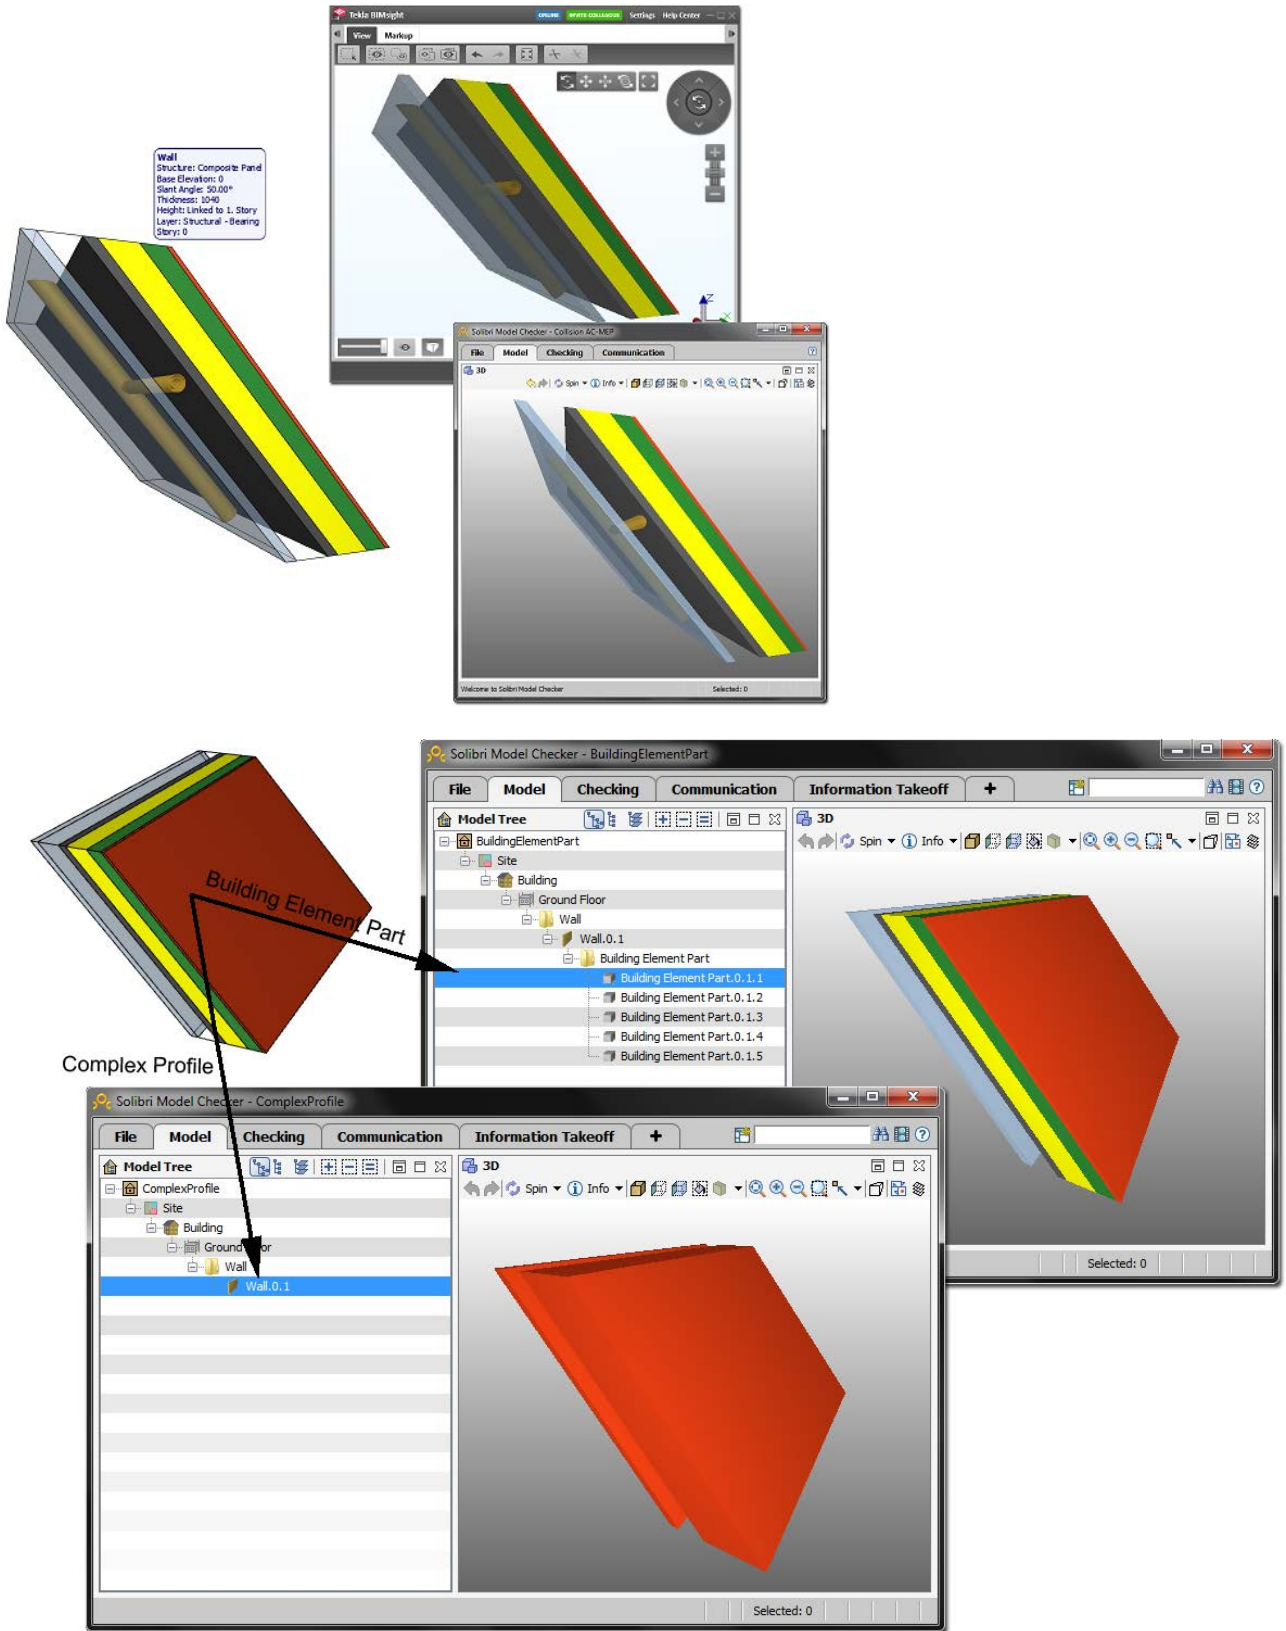 Tekla BIMsight
ONLINE
INVITE COLLEAGUE
Settings
Help Center
View
Markup
Wall
Structure: Composite Panel
Base Elevation: 0
Slant Angle: 50.00°
Thickness: 1040
Height: Linked to 1. Story
Layer: Structural - Bearing
Story: 0
Z
X
Solibri Model Checker - Collision AC-MEP
File
Model
Checking
Communication
3D
Spin
Info
Welcome to Solibri Model Checker
Selected: 0
Solibri Model Checker - BuildingElementPart
File
Model
Checking
Communication
Information Takeoff
+
Model Tree
BuildingElementPart
Site
Building
Ground Floor
Wall
Wall.0.1
Building Element Part
Building Element Part.0.1.1
Building Element Part.0.1.2
Building Element Part.0.1.3
Building Element Part.0.1.4
Building Element Part.0.1.5
3D
Spin
Info
Selected: 0
Building Element Part
Complex Profile
Solibri Model Checker - ComplexProfile
File
Model
Checking
Communication
Information Takeoff
+
Model Tree
ComplexProfile
Site
Building
Ground Floor
Wall
Wall.0.1
3D
Spin
Info
Selected: 0